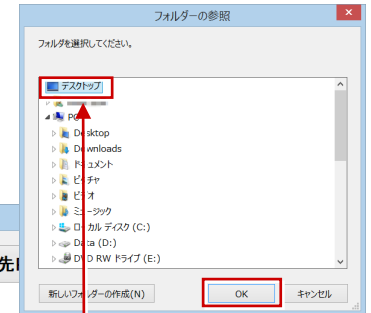 フォルダーの参照
フォルダを選択してください。
デスクトップ
PC
Desktop
Downloads
ドキュメント
ピクチャ
ビデオ
ミュージック
ローカル ディスク (C:)
Data (D:)
DVD RW ドライブ (E:)
先
新しいフォルダーの作成(N)
OK
キャンセル